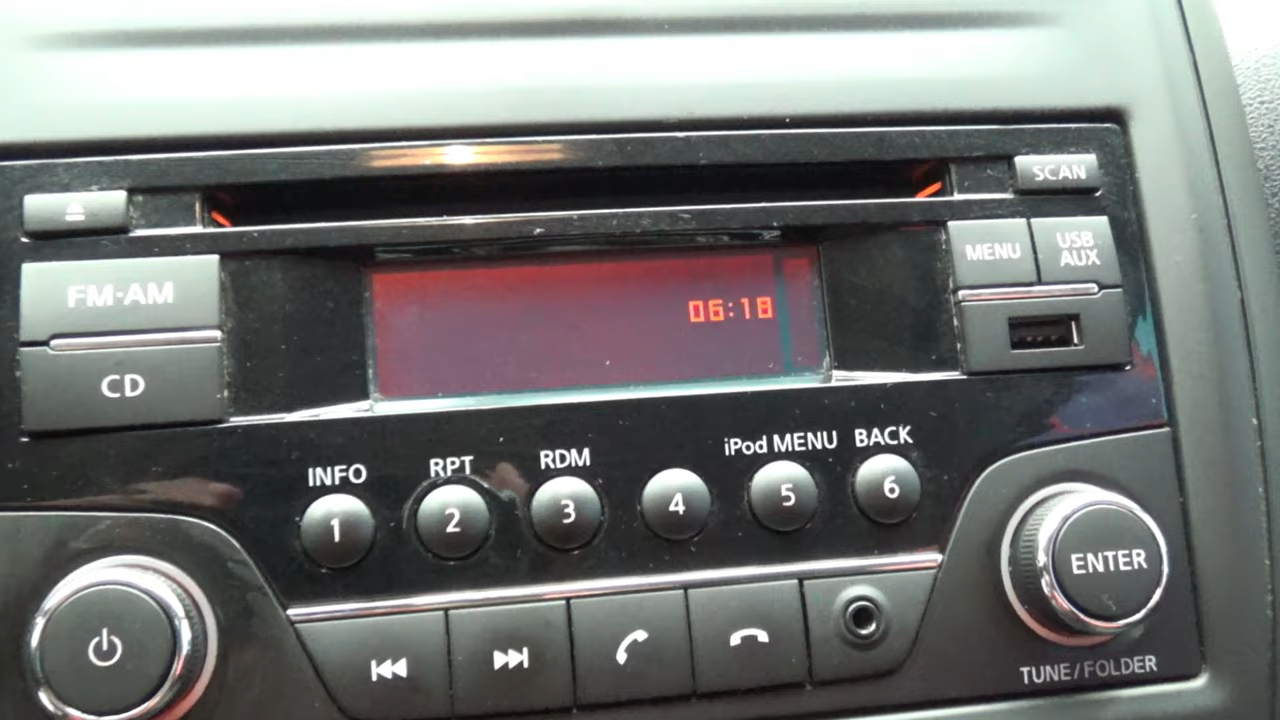 SCAN
MENU
USB AUX
FM·AM
CD
06:18
INFO
RPT
RDM
iPod MENU
BACK
1
2
3
4
5
6
ENTER
TUNE/FOLDER